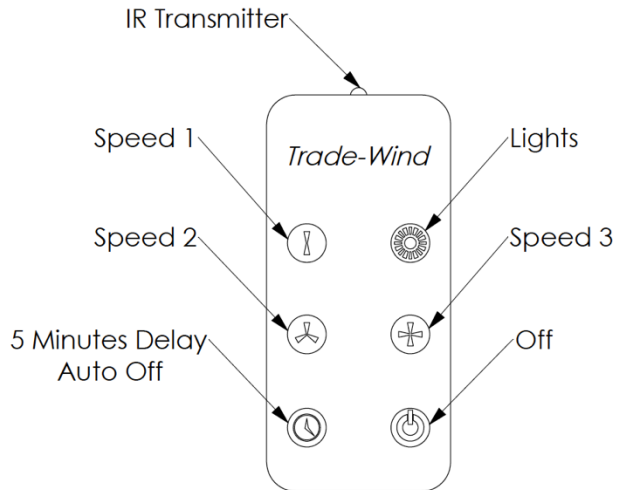 IR Transmitter
Trade-Wind
Speed 1
Lights
Speed 2
Speed 3
5 Minutes Delay
Auto Off
Off